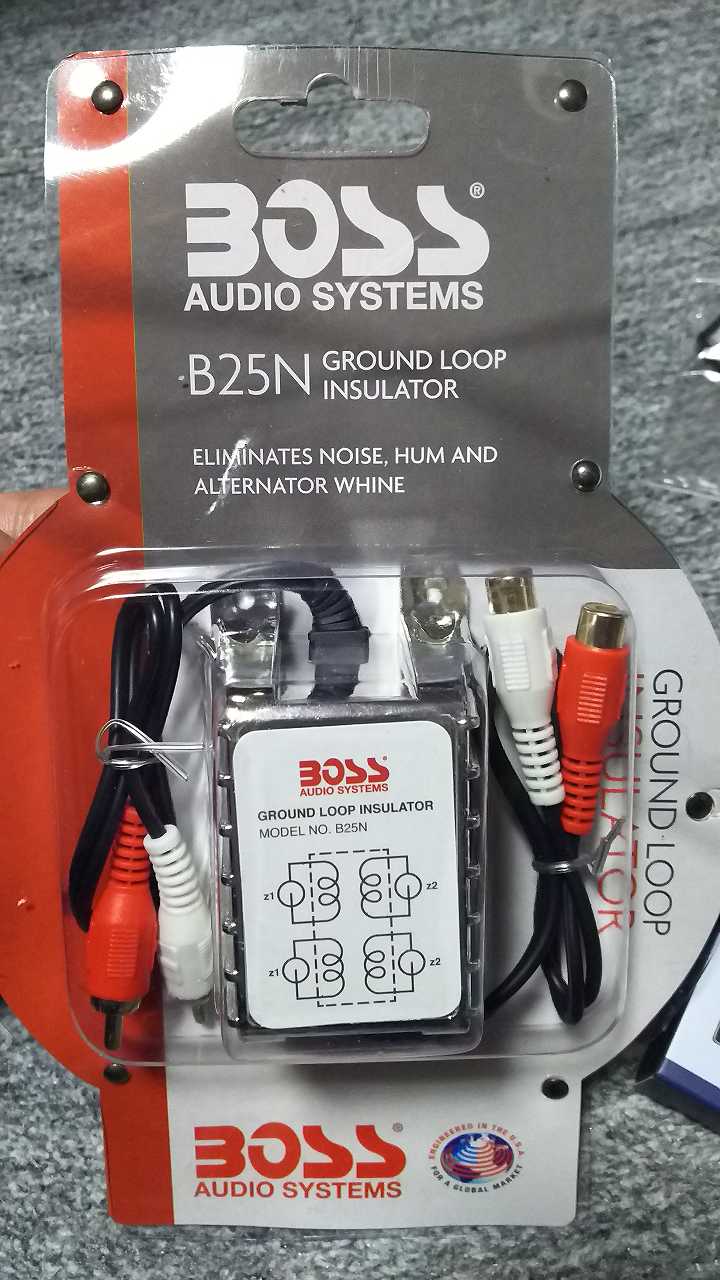 BOSS®
AUDIO SYSTEMS
B25N GROUND LOOP
INSULATOR
ELIMINATES NOISE, HUM AND
ALTERNATOR WHINE
GROUND LOOP
INSULATOR
BOSS
AUDIO SYSTEMS
GROUND LOOP INSULATOR
MODEL NO. B25N
z1 z2
z1 z2
BOSS®
AUDIO SYSTEMS
ENGINEERED IN THE U.S.A.
FOR A GLOBAL MARKET